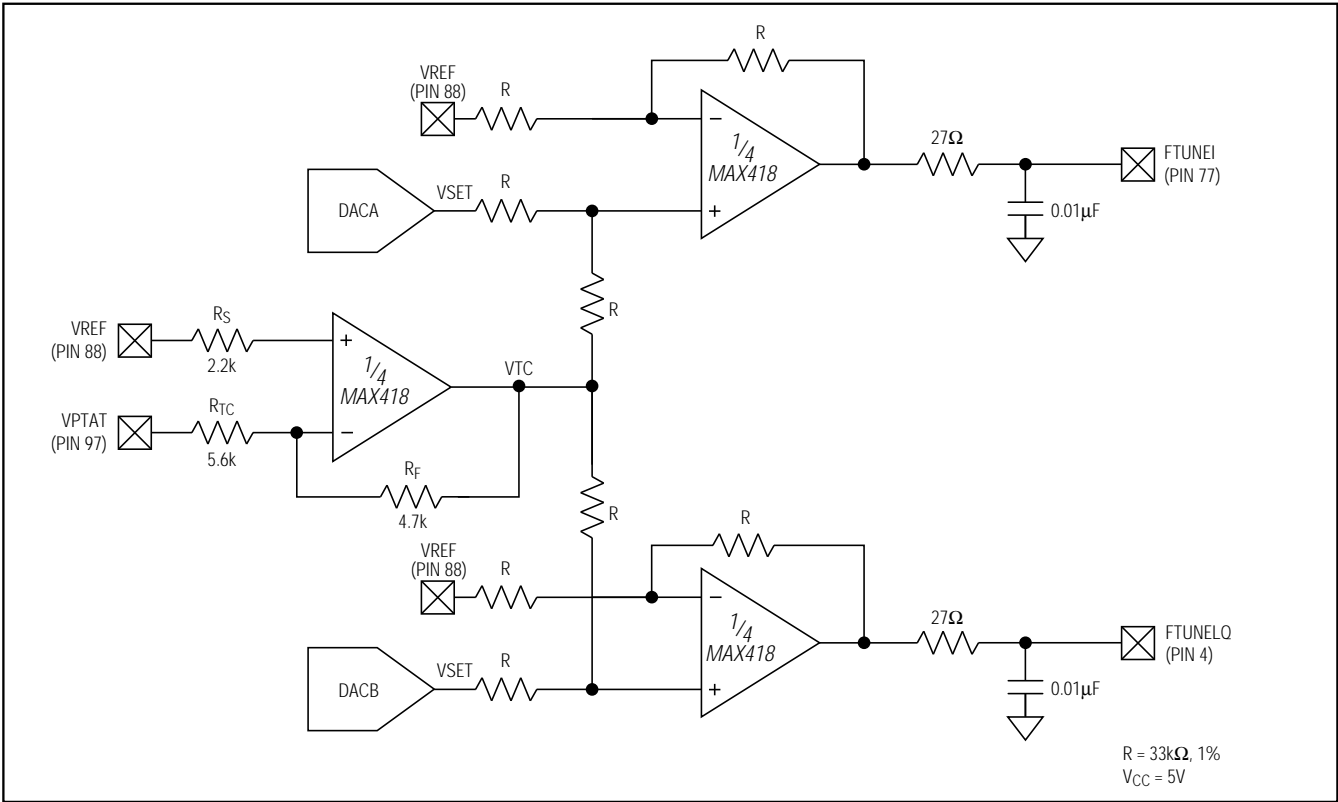 R
VREF
(PIN 88)
R
1/4
MAX418
27Ω
FTUNEI
(PIN 77)
0.01μF
DACA
VSET
R
R
VREF
(PIN 88)
RS
2.2k
1/4
MAX418
VTC
VPTAT
(PIN 97)
RTC
5.6k
RF
4.7k
R
VREF
(PIN 88)
R
R
1/4
MAX418
27Ω
FTUNELQ
(PIN 4)
0.01μF
DACB
VSET
R
R = 33kΩ, 1%
VCC = 5V